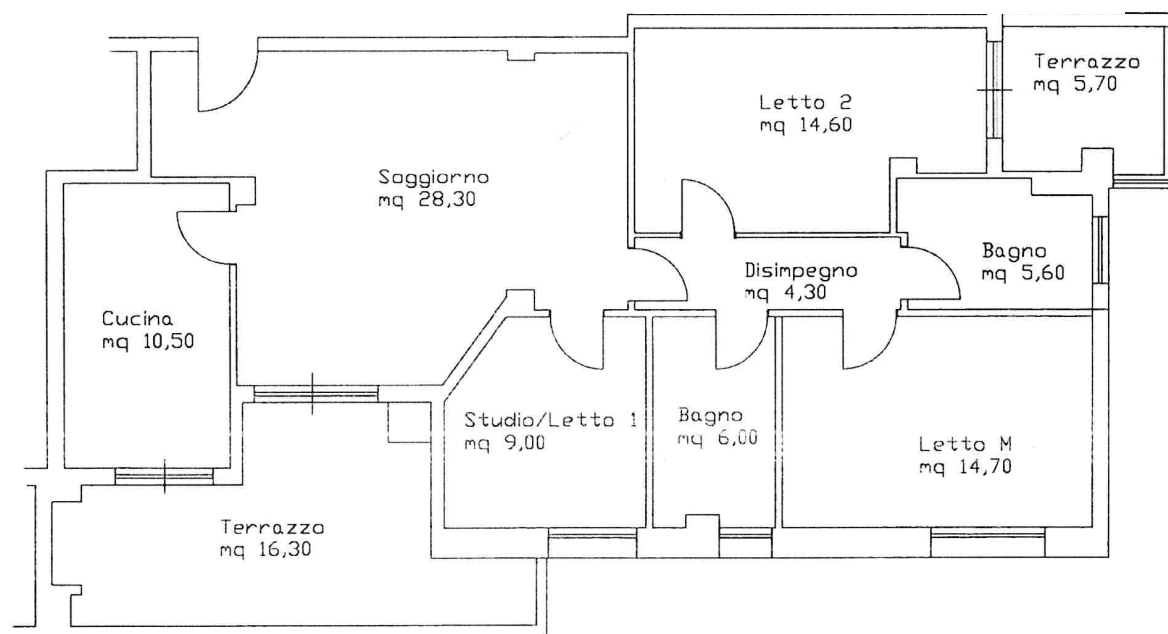 Terrazzo
mq 5,70
Letto 2
mq 14,60
Soggiorno
mq 28,30
Bagno
mq 5,60
Disimpegno
mq 4,30
Cucina
mq 10,50
Studio/Letto 1
mq 9,00
Bagno
mq 6,00
Letto M
mq 14,70
Terrazzo
mq 16,30